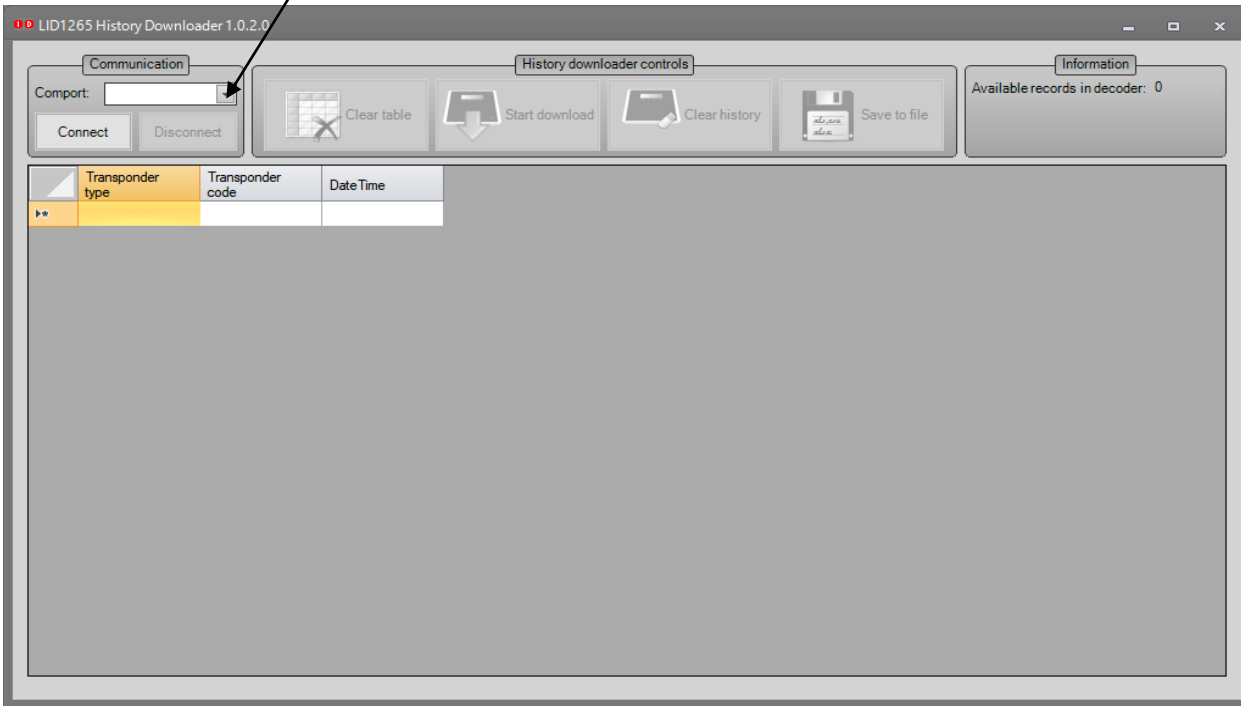 LID1265 History Downloader 1.0.2.0
Communication
Comport:
Connect
Disconnect
History downloader controls
Clear table
Start download
Clear history
Save to file
Information
Available records in decoder: 0
Transponder
type
Transponder
code
DateTime